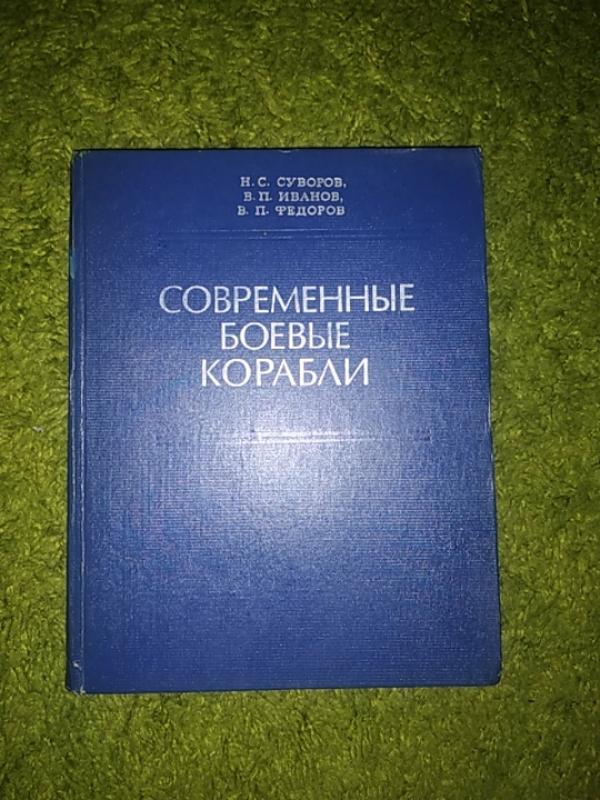 Н. С. СУВОРОВ,
В. П. ИВАНОВ,
В. П. ФЕДОРОВ
СОВРЕМЕННЫЕ
БОЕВЫЕ
КОРАБЛИ